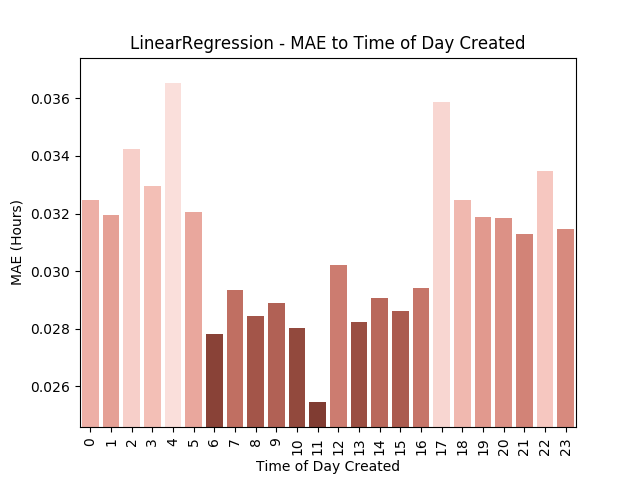 LinearRegression - MAE to Time of Day Created
0.036
0.034
0.032
0.030
0.028
0.026
MAE (Hours)
0 1 2 3 4 5 6 7 8 9 10 11 12 13 14 15 16 17 18 19 20 21 22 23
Time of Day Created